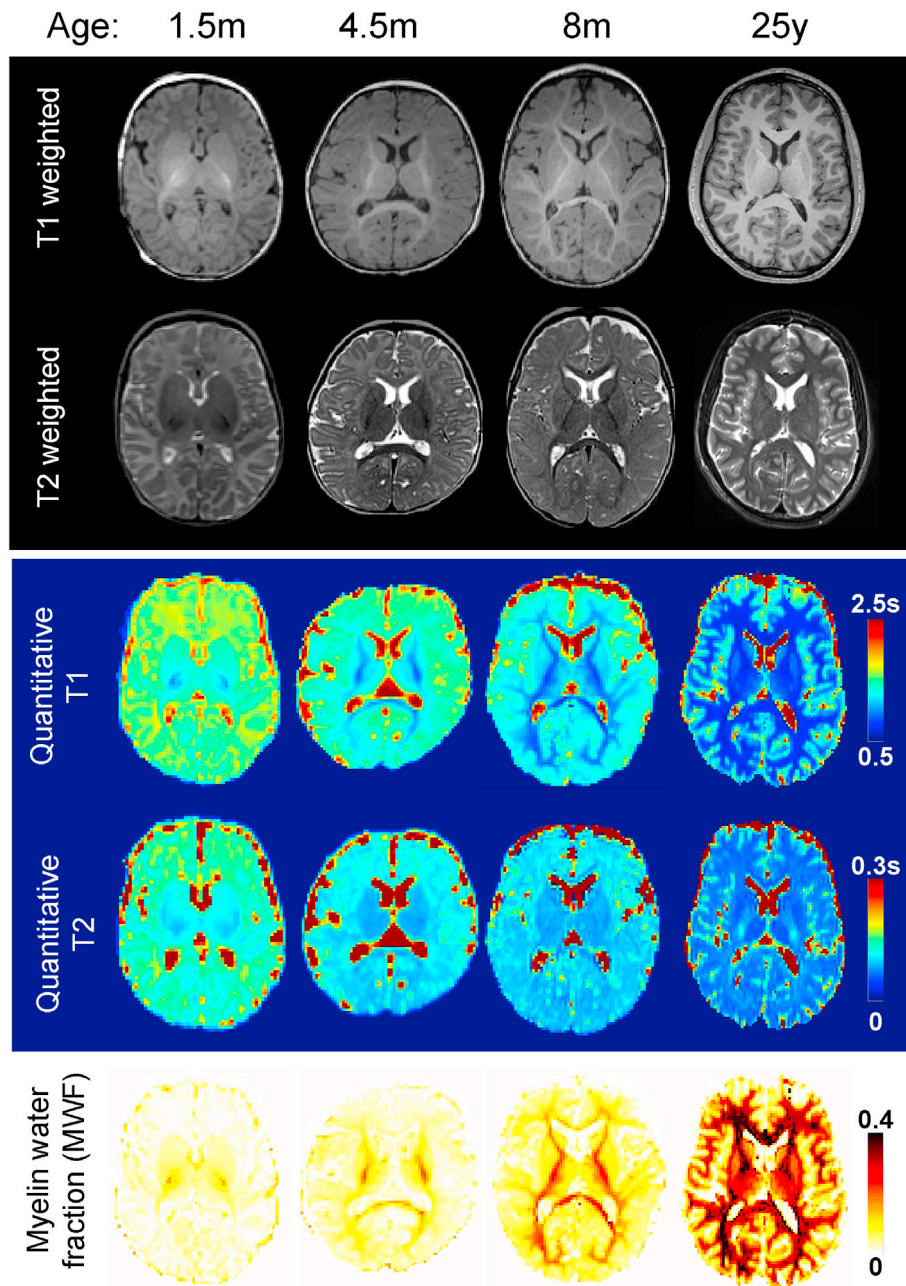 Age: 1.5m 4.5m 8m 25y
T1 weighted
T2 weighted
Quantitative
T1
2.5s
0.5
Quantitative
T2
0.3s
0
Myelin water
fraction (MWF)
0.4
0